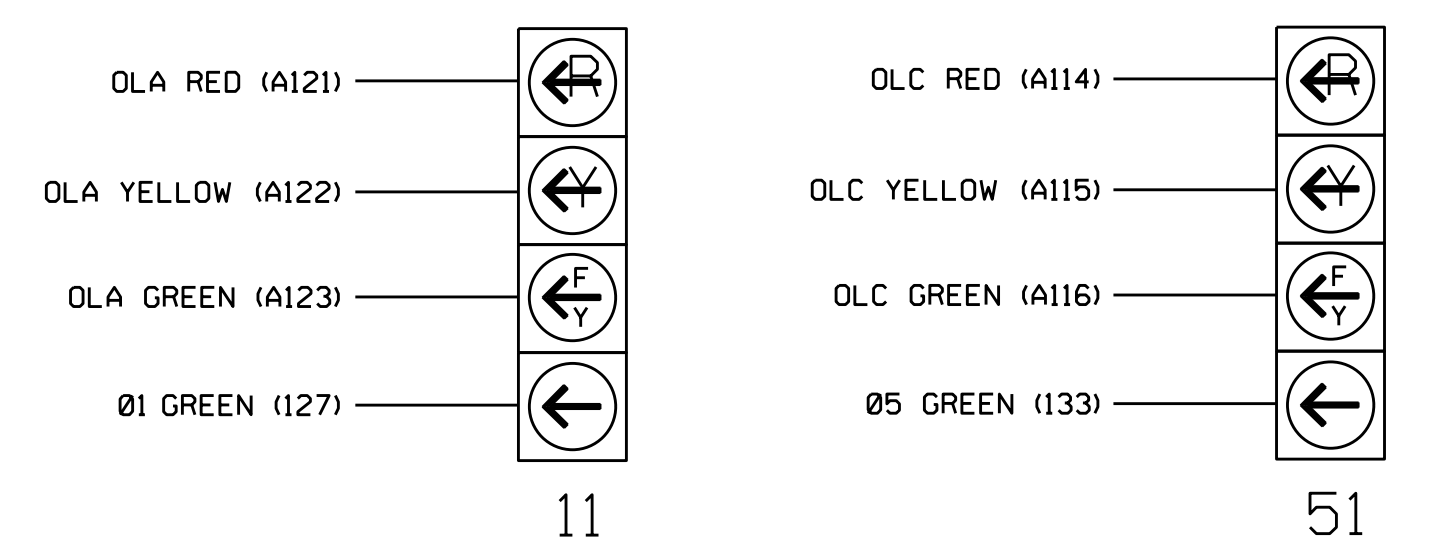 OLA RED (A121)
R
OLA YELLOW (A122)
Y
OLA GREEN (A123)
F
Y
Ø1 GREEN (127)
11
OLC RED (A114)
R
OLC YELLOW (A115)
Y
OLC GREEN (A116)
F
Y
Ø5 GREEN (133)
51